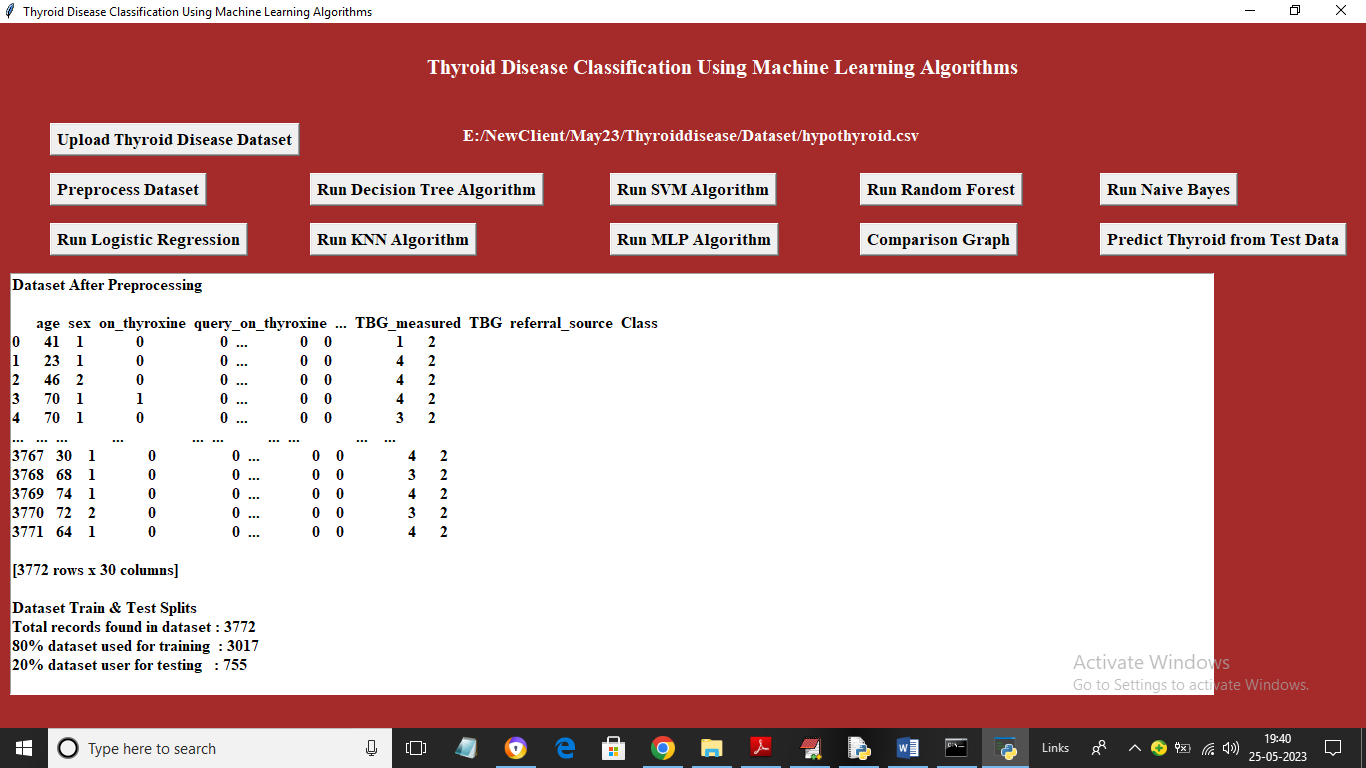 Thyroid Disease Classification Using Machine Learning Algorithms
Thyroid Disease Classification Using Machine Learning Algorithms
Upload Thyroid Disease Dataset
E:/NewClient/May23/Thyroiddisease/Dataset/hypothyroid.csv
Preprocess Dataset
Run Decision Tree Algorithm
Run SVM Algorithm
Run Random Forest
Run Naive Bayes
Run Logistic Regression
Run KNN Algorithm
Run MLP Algorithm
Comparison Graph
Predict Thyroid from Test Data
Dataset After Preprocessing
age sex on_thyroxine query_on_thyroxine ... TBG_measured TBG referral_source Class
0 41 1 0 0 ... 0 0 1 2
1 23 1 0 0 ... 0 0 4 2
2 46 2 0 0 ... 0 0 4 2
3 70 1 1 0 ... 0 0 4 2
4 70 1 0 0 ... 0 0 3 2
... ... ... ... ... ... ... ... ... ...
3767 30 1 0 0 ... 0 0 4 2
3768 68 1 0 0 ... 0 0 3 2
3769 74 1 0 0 ... 0 0 4 2
3770 72 2 0 0 ... 0 0 3 2
3771 64 1 0 0 ... 0 0 4 2
[3772 rows x 30 columns]
Dataset Train & Test Splits
Total records found in dataset : 3772
80% dataset used for training : 3017
20% dataset user for testing : 755
Activate Windows
Go to Settings to activate Windows.
Type here to search
Links
19:40
25-05-2023